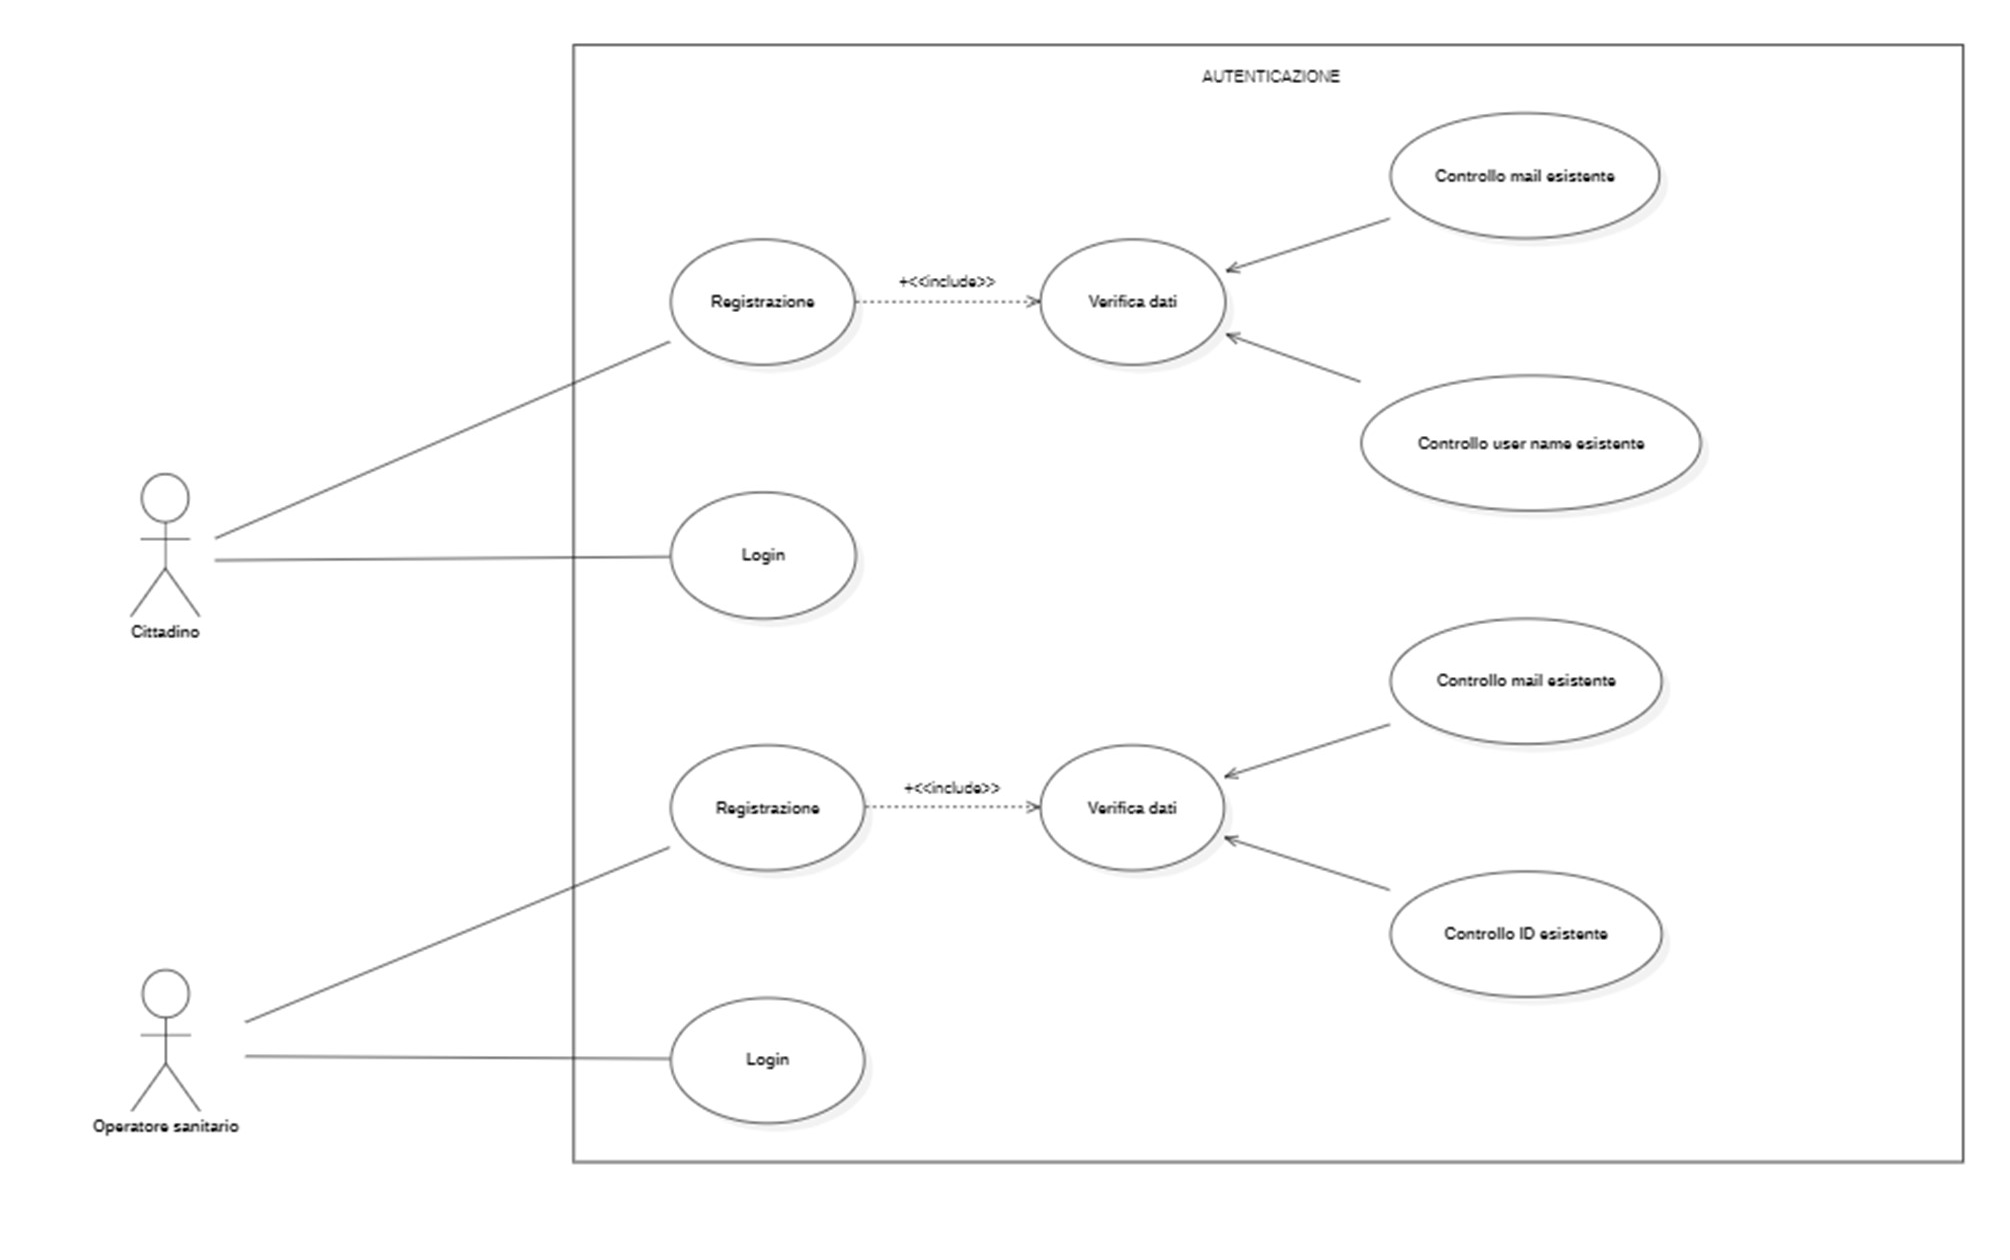 AUTENTICAZIONE
Controllo mail esistente
+<<include>>
Registrazione
Verifica dati
Controllo user name esistente
Login
Cittadino
Controllo mail esistente
+<<include>>
Registrazione
Verifica dati
Controllo ID esistente
Login
Operatore sanitario